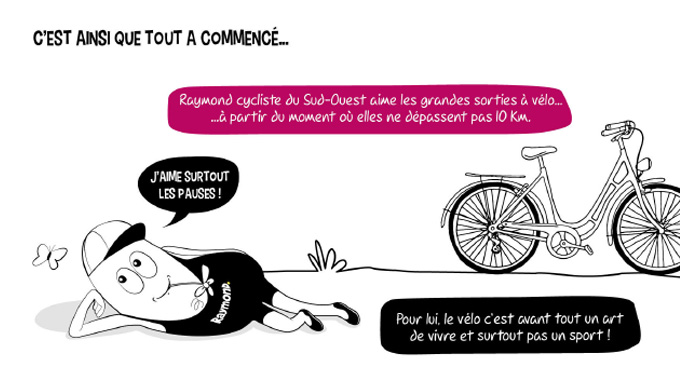 C'EST AINSI QUE TOUT A COMMENCÉ...
Raymond cycliste du Sud-Ouest aime les grandes sorties à vélo...
...à partir du moment où elles ne dépassent pas 10 Km.
J'AIME SURTOUT
LES PAUSES !
Raymond.
Pour lui, le vélo c'est avant tout un art
de vivre et surtout pas un sport !